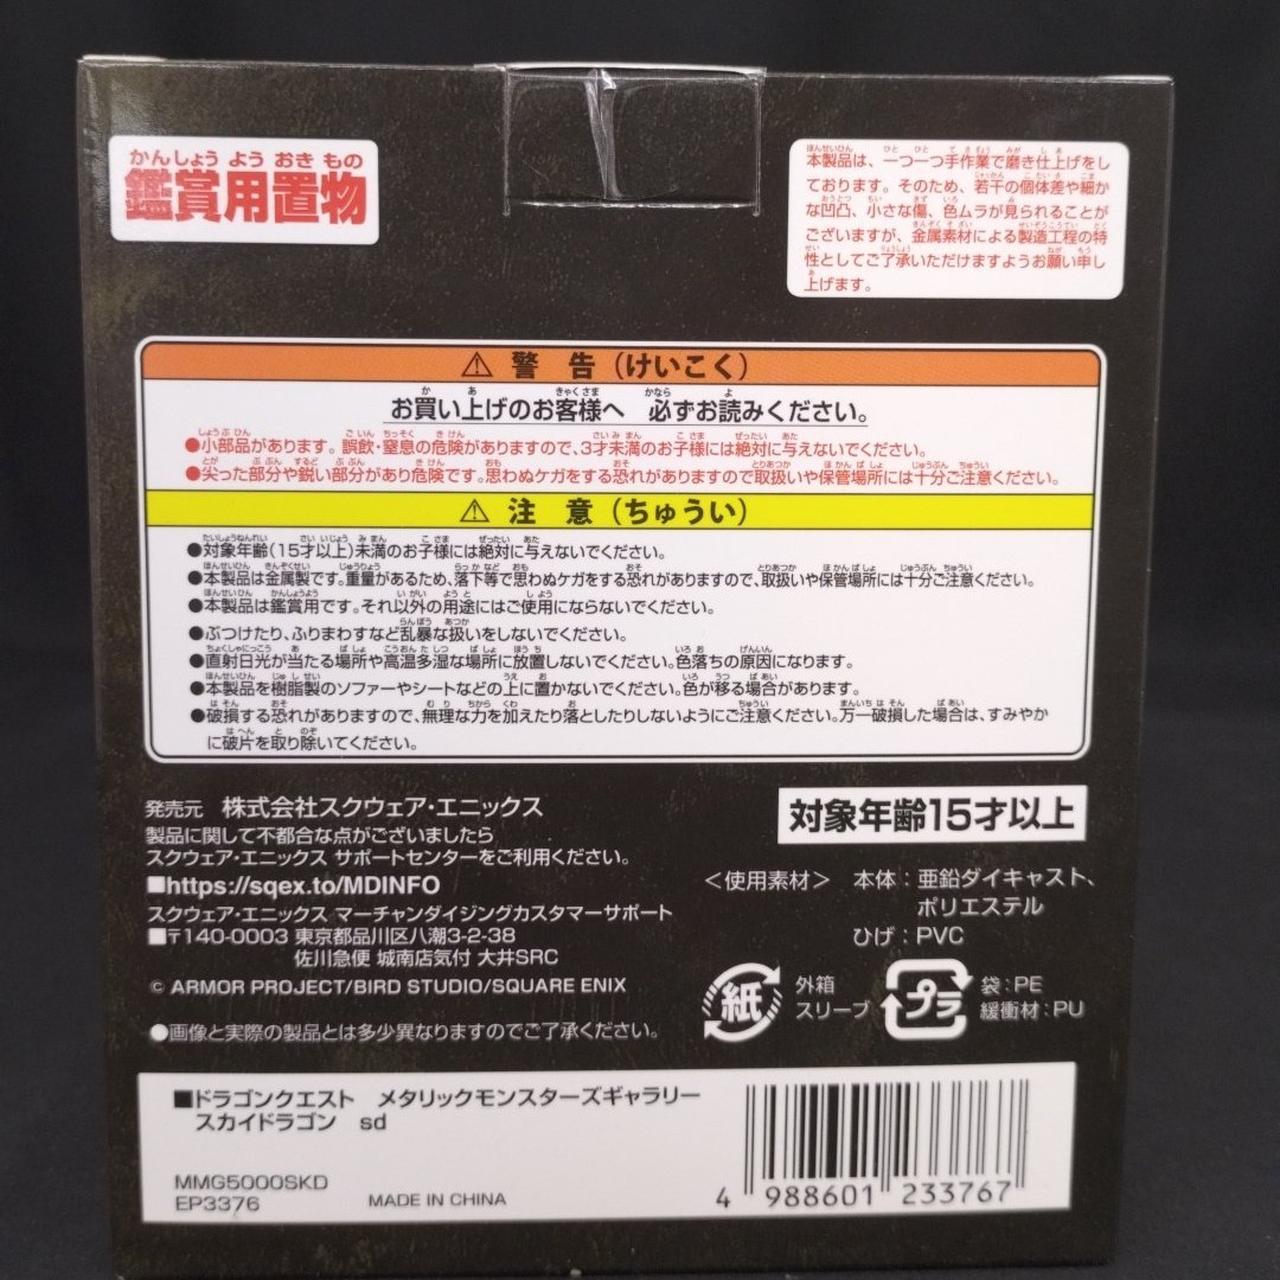 かんしょう よう おき もの
鑑賞用置物
本製品は、一つ一つ手作業で磨き仕上げをし
ております。そのため、若干の個体差や細か
な凹凸、小さな傷、色ムラが見られることが
ございますが、金属素材による製造工程の特
性としてご了承いただけますようお願い申し
上げます。
⚠ 警 告（けいこく）
お買い上げのお客様へ 必ずお読みください。
●小部品があります。誤飲・窒息の危険がありますので、3才未満のお子様には絶対に与えないでください。
●尖った部分や鋭い部分があり危険です。思わぬケガをする恐れがありますので取扱いや保管場所には十分ご注意ください。
⚠ 注 意（ちゅうい）
●対象年齢（15才以上）未満のお子様には絶対に与えないでください。
●本製品は金属製です。重量があるため、落下等で思わぬケガをする恐れがありますので、取扱いや保管場所には十分ご注意ください。
●本製品は鑑賞用です。それ以外の用途にはご使用にならないでください。
●ぶつけたり、ふりまわすなど乱暴な扱いをしないでください。
●直射日光が当たる場所や高温多湿な場所に放置しないでください。色落ちの原因になります。
●本製品を樹脂製のソファーやシートなどの上に置かないでください。色が移る場合があります。
●破損する恐れがありますので、無理な力を加えたり落としたりしないようにご注意ください。万一破損した場合は、すみやか
に破片を取り除いてください。
発売元 株式会社スクウェア・エニックス
製品に関して不都合な点がございましたら
スクウェア・エニックス サポートセンターをご利用ください。
■https://sqex.to/MDINFO
スクウェア・エニックス マーチャンダイジングカスタマーサポート
■〒140-0003 東京都品川区八潮3-2-38
佐川急便 城南店気付 大井SRC
© ARMOR PROJECT/BIRD STUDIO/SQUARE ENIX
●画像と実際の製品とは多少異なりますのでご了承ください。
対象年齢15才以上
＜使用素材＞ 本体：亜鉛ダイキャスト、
ポリエステル
ひげ：PVC
紙 外箱
スリーブ
プラ 袋：PE
緩衝材：PU
■ドラゴンクエスト メタリックモンスターズギャラリー
スカイドラゴン sd
MMG5000SKD
EP3376 MADE IN CHINA
4 988601 233767